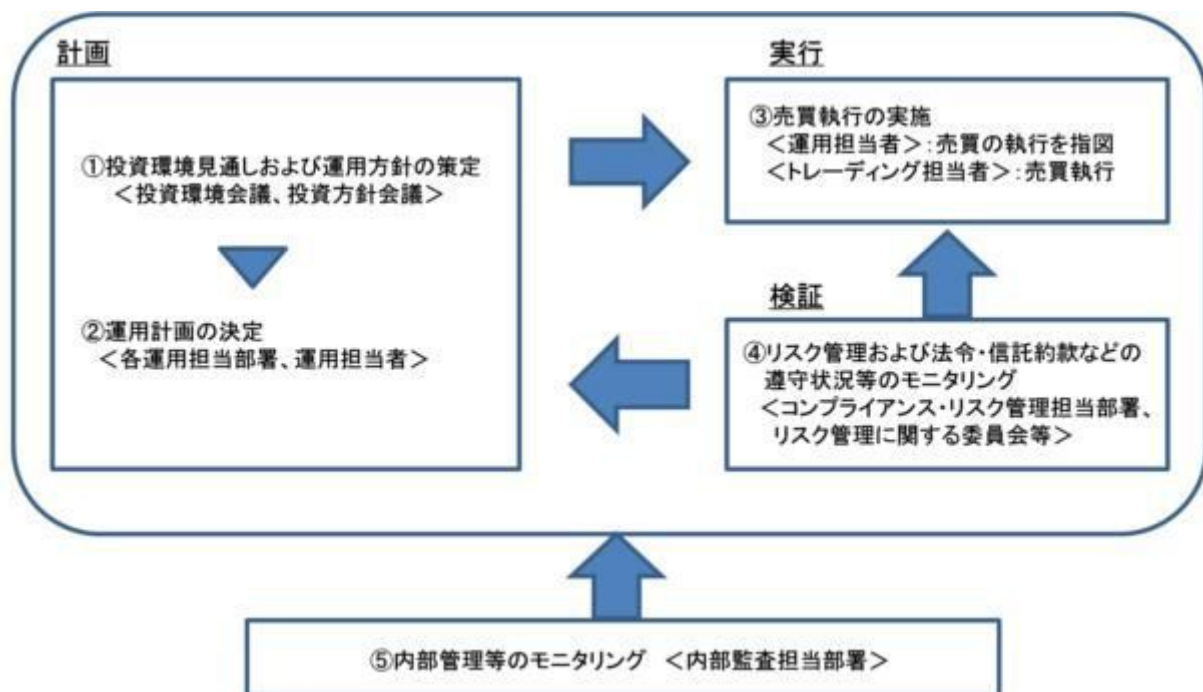 計画
①投資環境見通しおよび運用方針の策定
＜投資環境会議、投資方針会議＞
②運用計画の決定
＜各運用担当部署、運用担当者＞
実行
③売買執行の実施
＜運用担当者＞：売買の執行を指図
＜トレーディング担当者＞：売買執行
検証
④リスク管理および法令・信託約款などの
遵守状況等のモニタリング
＜コンプライアンス・リスク管理担当部署、
リスク管理に関する委員会等＞
⑤内部管理等のモニタリング　＜内部監査担当部署＞